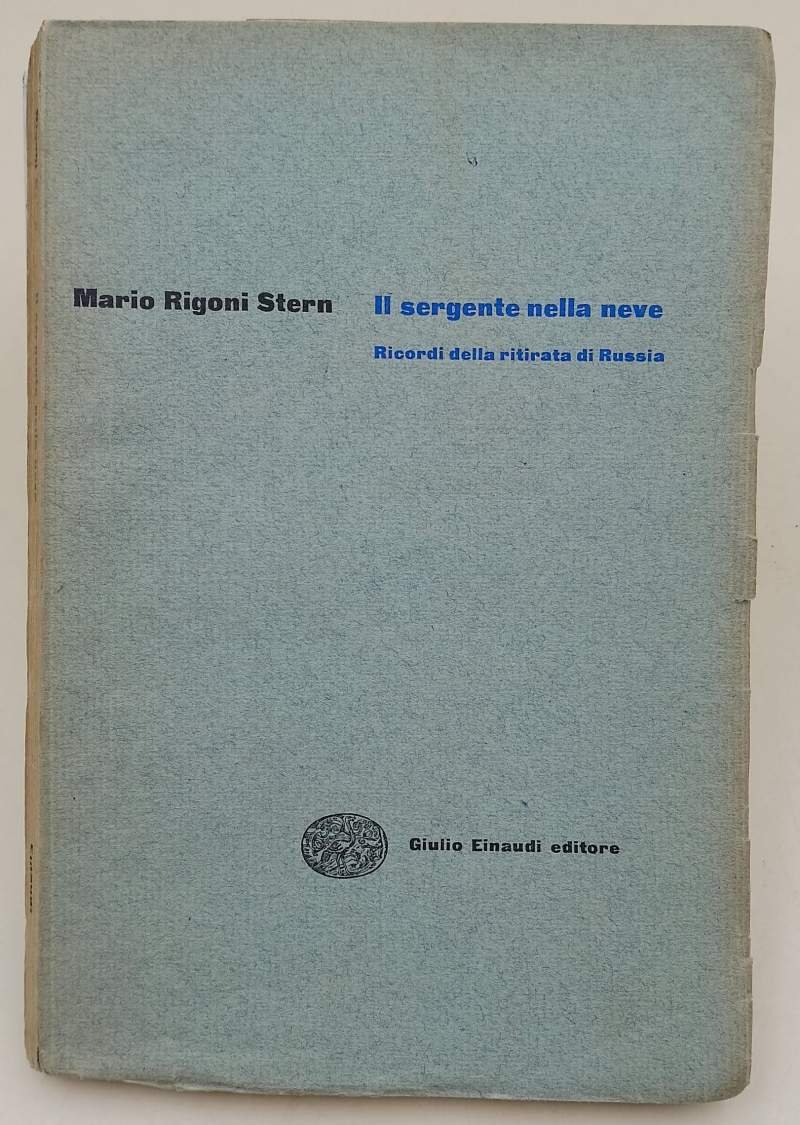 Mario Rigoni Stern
Il sergente nella neve
Ricordi della ritirata di Russia
Giulio Einaudi editore